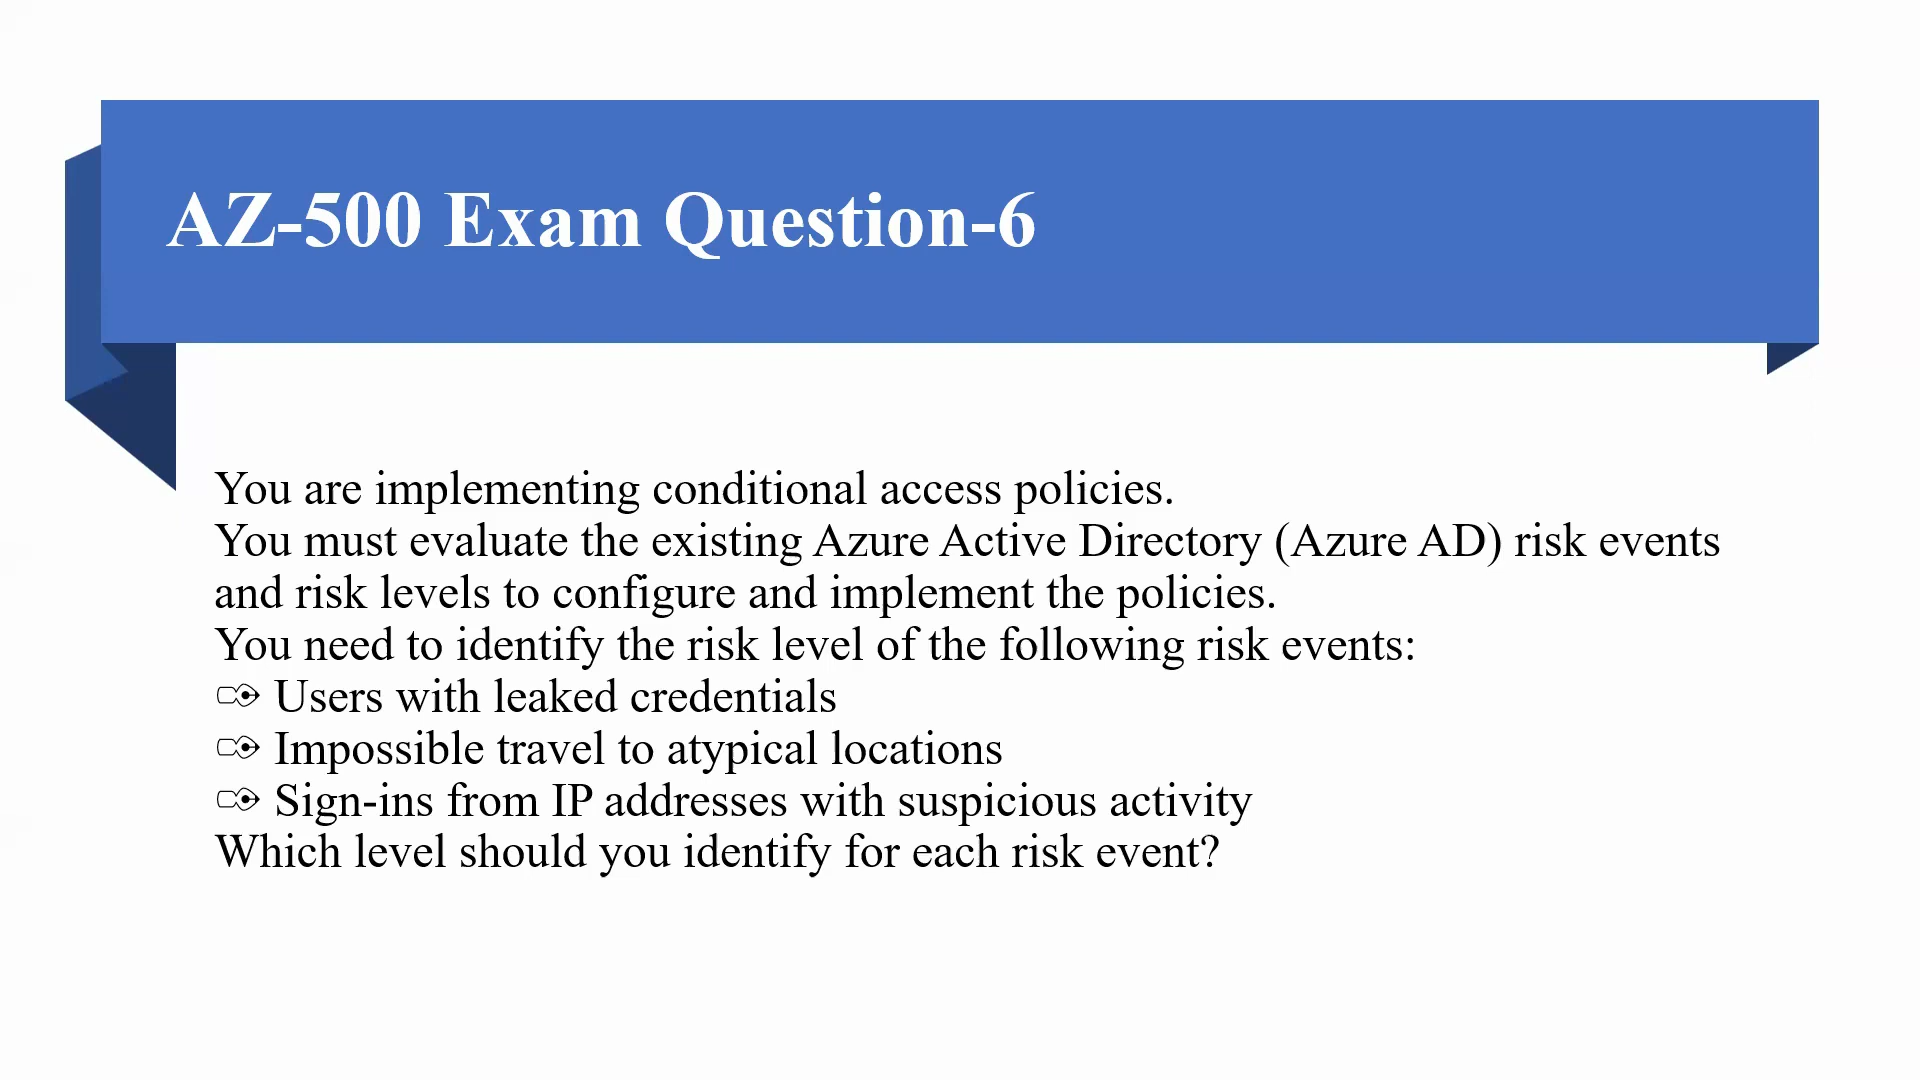 AZ-500 Exam Question-6
You are implementing conditional access policies.
You must evaluate the existing Azure Active Directory (Azure AD) risk events
and risk levels to configure and implement the policies.
You need to identify the risk level of the following risk events:
Users with leaked credentials
Impossible travel to atypical locations
Sign-ins from IP addresses with suspicious activity
Which level should you identify for each risk event?